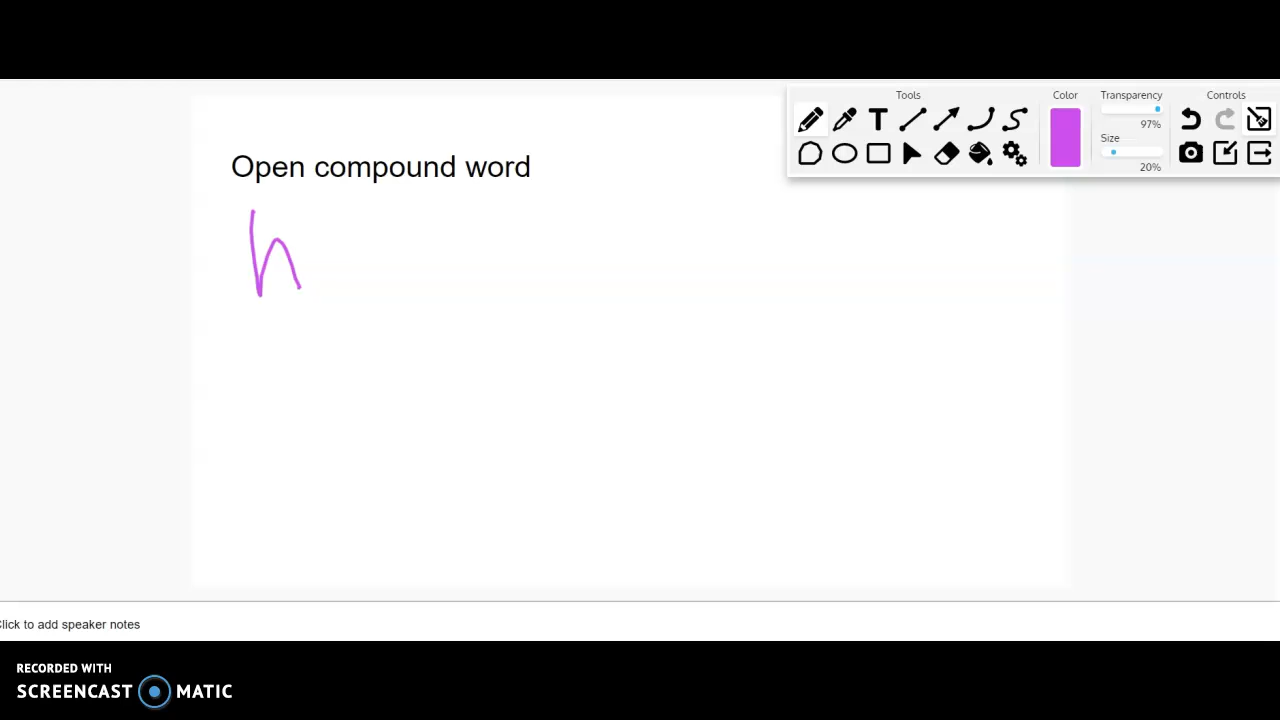 Tools
Color
Transparency
Controls
97%
Size
20%
Open compound word
h
Click to add speaker notes
RECORDED WITH
SCREENCAST MATIC